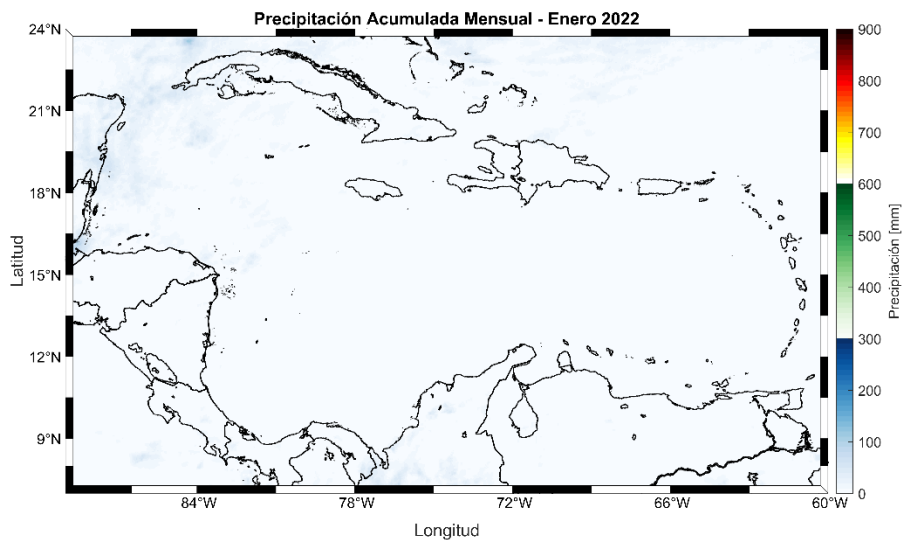 Precipitación Acumulada Mensual - Enero 2022
24°N
21°N
18°N
15°N
12°N
9°N
Latitud
84°W
78°W
72°W
66°W
60°W
Longitud
900
800
700
600
500
400
300
200
100
0
Precipitación [mm]